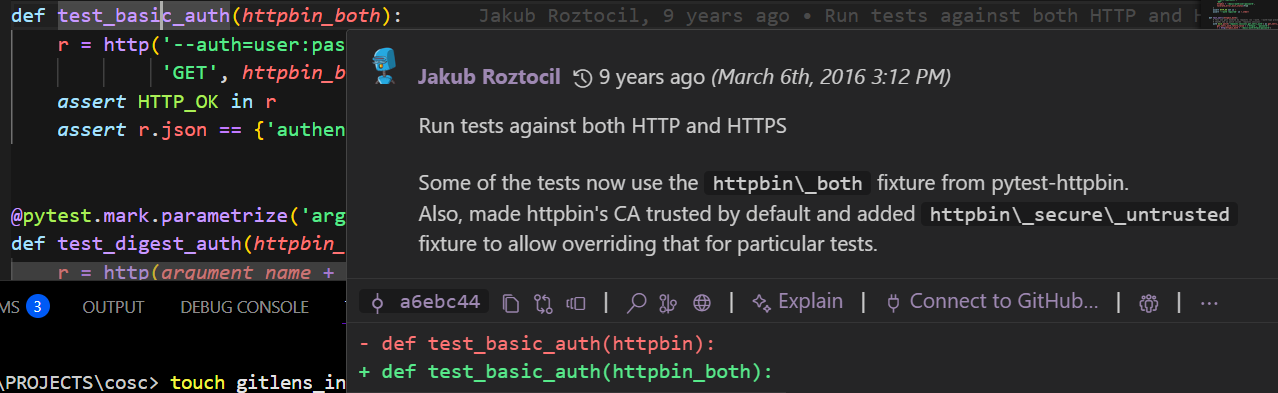 def test_basic_auth(httpbin_both): Jakub Roztocil, 9 years ago • Run tests against both HTTP and H
r = http('--auth=user:pas
'GET', httpbin_b
assert HTTP_OK in r
assert r.json == {'authen
@pytest.mark.parametrize('arg
def test_digest_auth(httpbin_
r = http(argument_name +
Jakub Roztocil 9 years ago (March 6th, 2016 3:12 PM)
Run tests against both HTTP and HTTPS
Some of the tests now use the httpbin\_both fixture from pytest-httpbin.
Also, made httpbin's CA trusted by default and added httpbin\_secure\_untrusted
fixture to allow overriding that for particular tests.
a6ebc44 | | Explain | Connect to GitHub... | | ...
- def test_basic_auth(httpbin):
+ def test_basic_auth(httpbin_both):
MS 3 OUTPUT DEBUG CONSOLE
\PROJECTS\cosc> touch gitlens_in